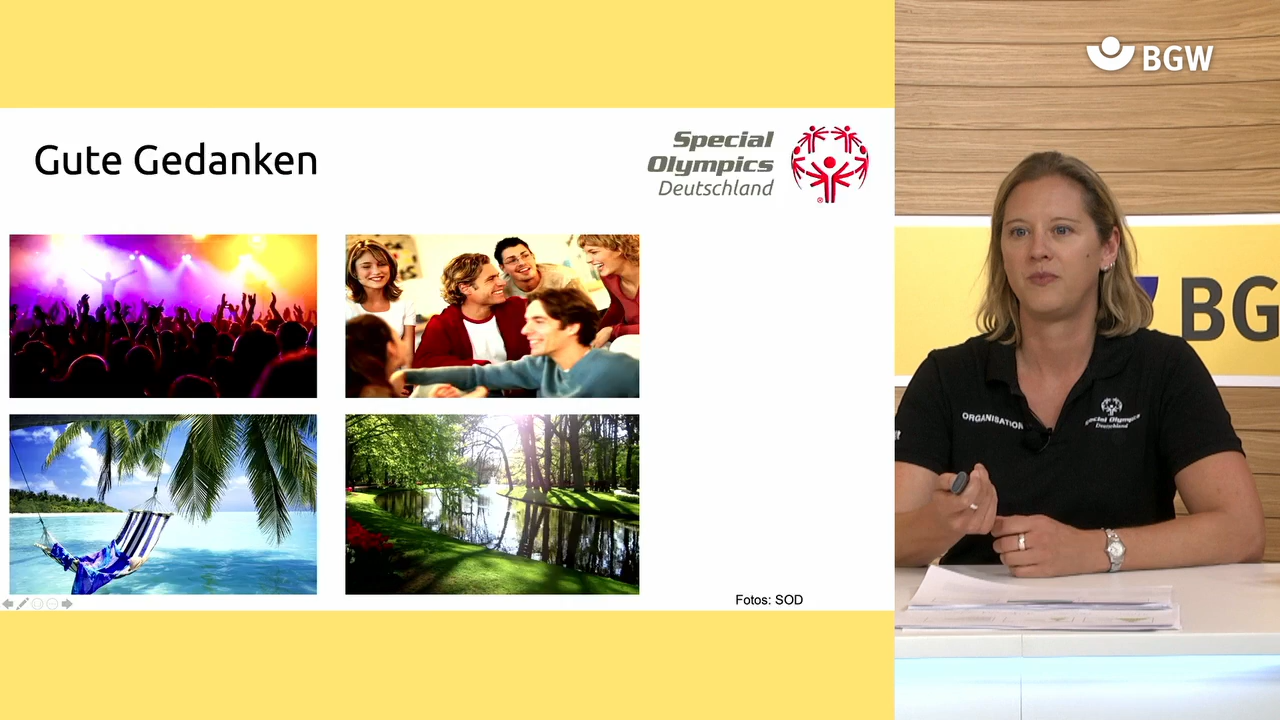 Gute Gedanken
Special
Olympics
Deutschland
Fotos: SOD
BGW
BG
ORGANISATION
Special Olympics
Deutschland